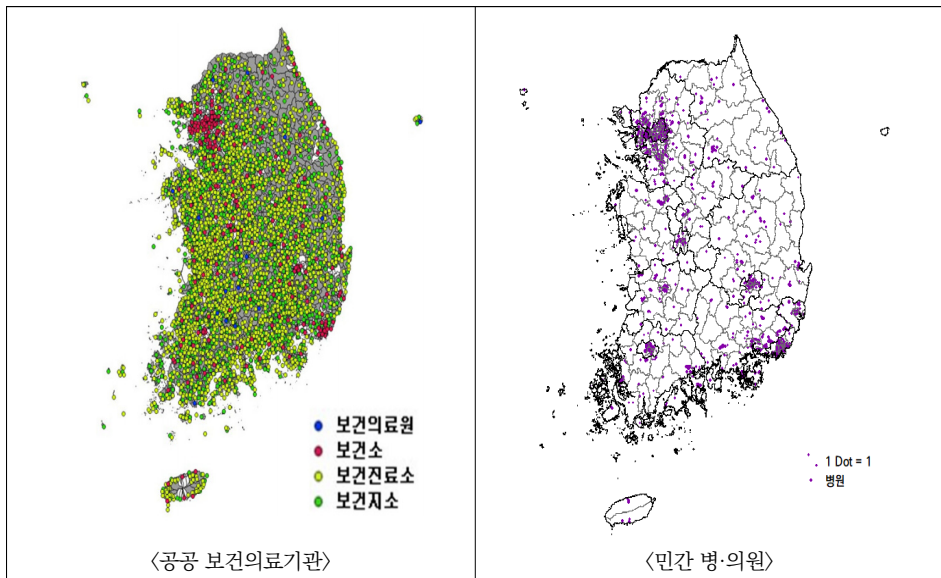 보건의료원
보건소
보건진료소
보건지소
〈공공 보건의료기관〉
1 Dot = 1
병원
〈민간 병·의원〉